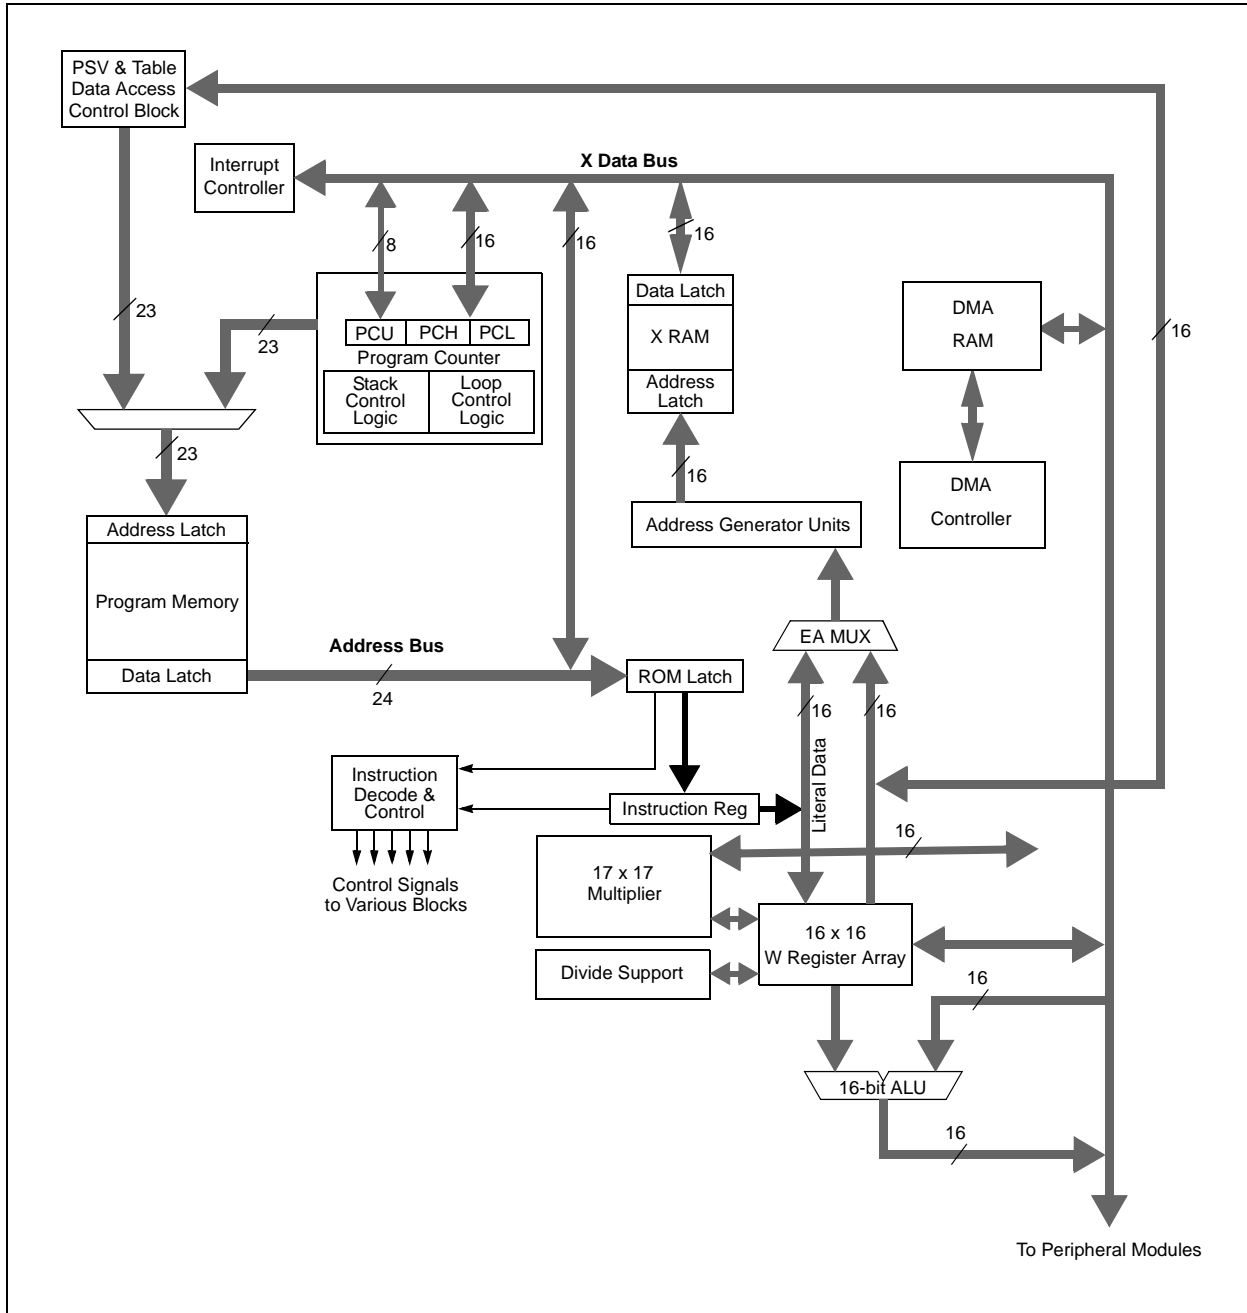 PSV & Table
Data Access
Control Block
Interrupt
Controller
X Data Bus
8
16
16
16
23
23
PCU
PCH
PCL
Program Counter
Stack
Control
Logic
Loop
Control
Logic
Data Latch
X RAM
Address
Latch
DMA
RAM
16
23
16
DMA
Controller
Address Latch
Program Memory
Data Latch
Address Generator Units
EA MUX
Address Bus
24
ROM Latch
16
16
Literal Data
Instruction
Decode &
Control
Instruction Reg
Control Signals
to Various Blocks
17 x 17
Multiplier
16
16 x 16
W Register Array
Divide Support
16
16-bit ALU
16
To Peripheral Modules